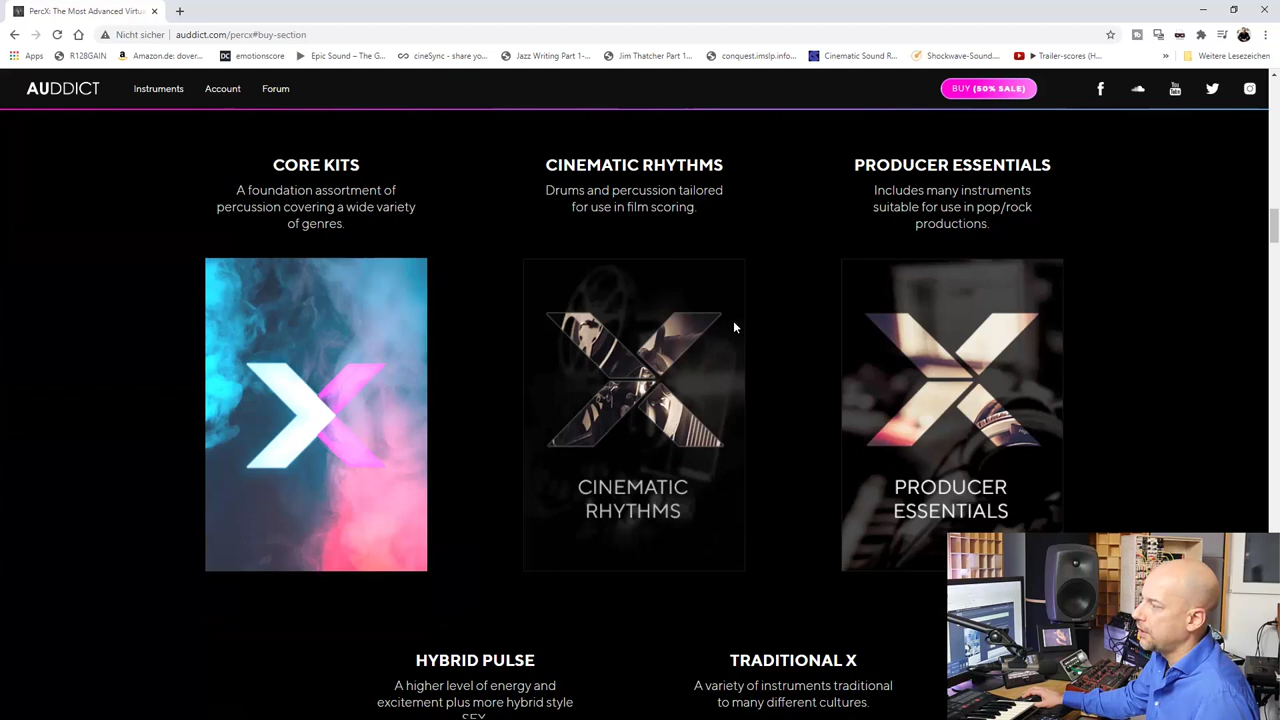 PercX: The Most Advanced Virtu
Nicht sicher | auddict.com/percx#buy-section
Apps R128GAIN Amazon.de: dover... emotionscore Epic Sound – The G... cineSync - share yo... Jazz Writing Part 1-... Jim Thatcher Part 1... conquest.imslp.info... Cinematic Sound R... Shockwave-Sound.... Trailer-scores (H... » Weitere Lesezeichen
AUDDICT Instruments Account Forum BUY (50% SALE)
CORE KITS
A foundation assortment of
percussion covering a wide variety
of genres.
CINEMATIC RHYTHMS
Drums and percussion tailored
for use in film scoring.
PRODUCER ESSENTIALS
Includes many instruments
suitable for use in pop/rock
productions.
CINEMATIC
RHYTHMS
PRODUCER
ESSENTIALS
HYBRID PULSE
A higher level of energy and
excitement plus more hybrid style
SFX
TRADITIONAL X
A variety of instruments traditional
to many different cultures.